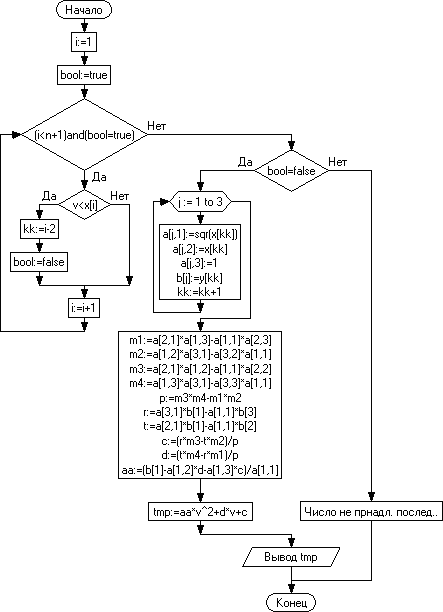 Начало
i:=1
bool:=true
(i<n+1)and(bool=true)
Нет
Да
bool=false
Да
Нет
v<x[i]
Да
Нет
kk:=i-2
bool:=false
i:=i+1
j := 1 to 3
a[j,1]:=sqr(x[kk])
a[j,2]:=x[kk]
a[j,3]:=1
b[j]:=y[kk]
kk:=kk+1
m1:=a[2,1]*a[1,3]-a[1,1]*a[2,3]
m2:=a[1,2]*a[3,1]-a[3,2]*a[1,1]
m3:=a[2,1]*a[1,2]-a[1,1]*a[2,2]
m4:=a[1,3]*a[3,1]-a[3,3]*a[1,1]
p:=m3*m4-m1*m2
r:=a[3,1]*b[1]-a[1,1]*b[3]
t:=a[2,1]*b[1]-a[1,1]*b[2]
c:=(r*m3-t*m2)/p
d:=(t*m4-r*m1)/p
aa:=(b[1]-a[1,2]*d-a[1,3]*c)/a[1,1]
tmp:=aa*v^2+d*v+c
Число не прнадл. послед..
Вывод tmp
Конец